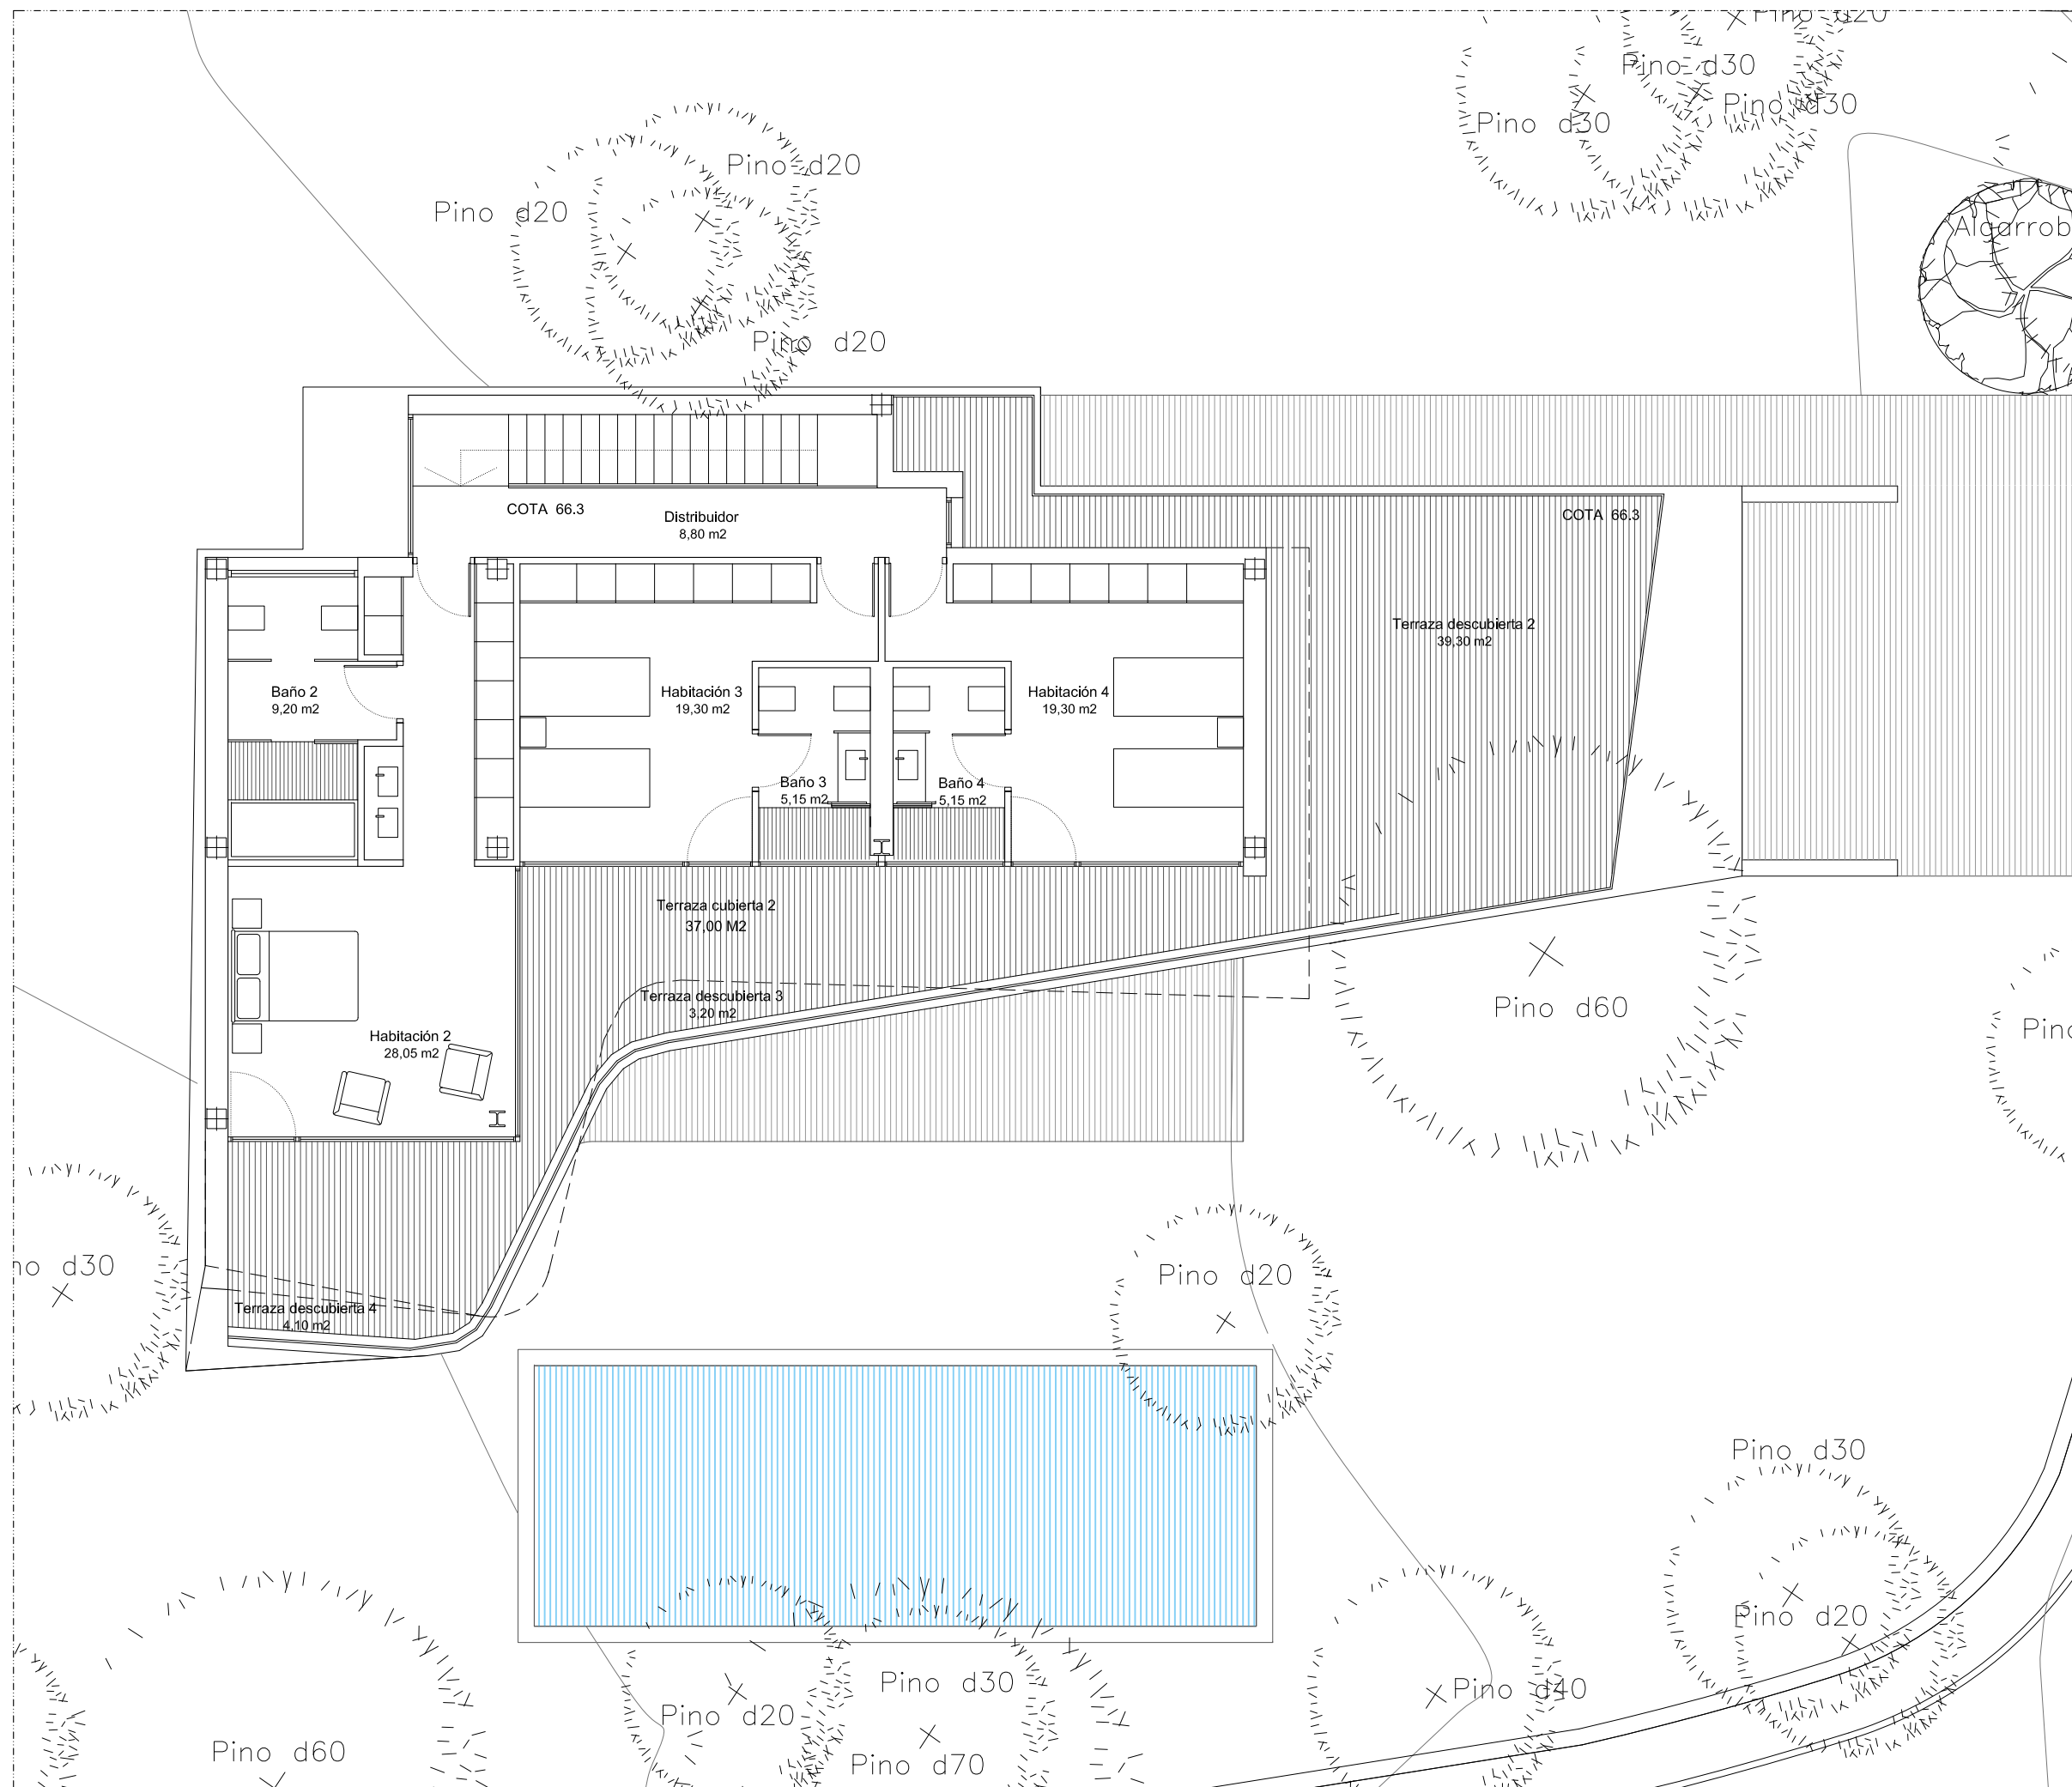 Pino d20
Pino d30
Pino d30
Pino d30
Pino d20
Pino d20
Pino d20
Algarrob
COTA 66.3
Distribuidor
8,80 m2
COTA 66.3
Terraza descubierta 2
39,30 m2
Baño 2
9,20 m2
Habitación 3
19,30 m2
Habitación 4
19,30 m2
Baño 3
5,15 m2
Baño 4
5,15 m2
Terraza cubierta 2
37,00 M2
Terraza descubierta 3
3,20 m2
Pino d60
Pino
Habitación 2
28,05 m2
no d30
Pino d20
Terraza descubierta 4
4,10 m2
Pino d30
Pino d20
Pino d30
Pino d40
Pino d20
Pino d60
Pino d70